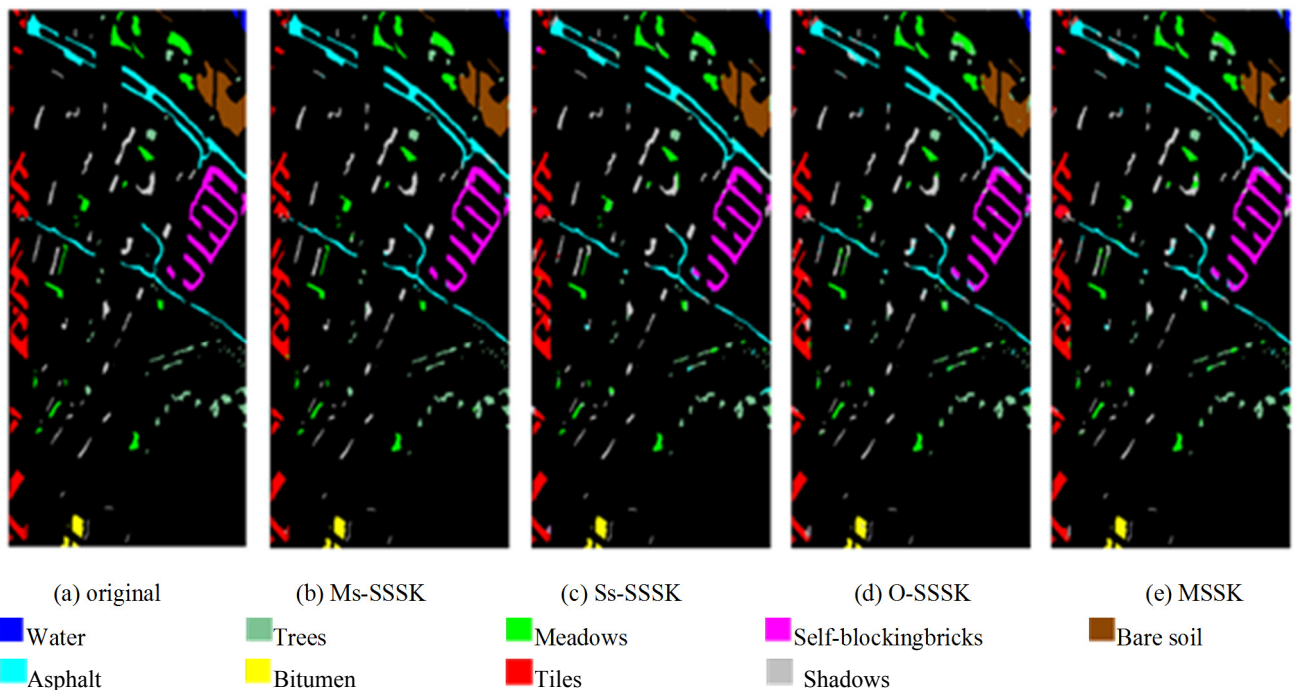 (a) original (b) Ms-SSSK (c) Ss-SSSK (d) O-SSSK (e) MSSK
Water Trees Meadows Self-blockingbricks Bare soil
Asphalt Bitumen Tiles Shadows